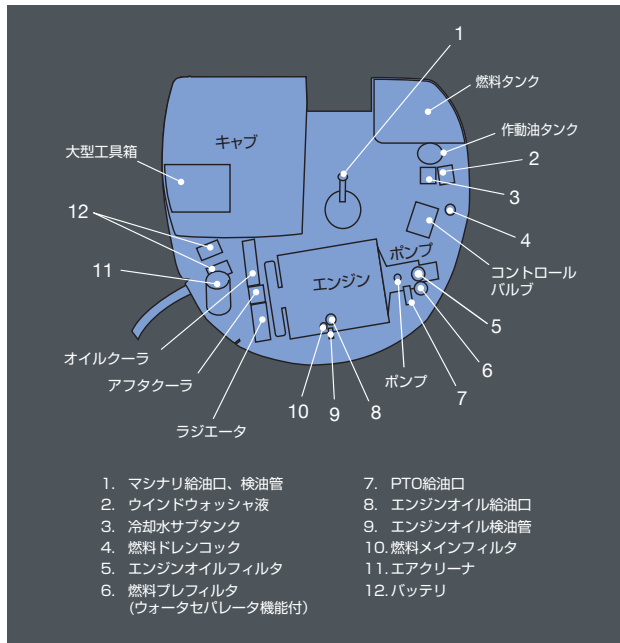 1
燃料タンク
作動油タンク
キャブ
大型工具箱
2
3
12
4
ポンプ
11
エンジン
コントロール
バルブ
5
オイルクーラ
6
アフタクーラ
ポンプ
7
10
9
8
ラジエータ
1. マシナリ給油口、検油管
2. ウインドウォッシャ液
3. 冷却水サブタンク
4. 燃料ドレンコック
5. エンジンオイルフィルタ
6. 燃料プレフィルタ
(ウォータセパレータ機能付)
7. PTO給油口
8. エンジンオイル給油口
9. エンジンオイル検油管
10.燃料メインフィルタ
11.エアクリーナ
12.バッテリ